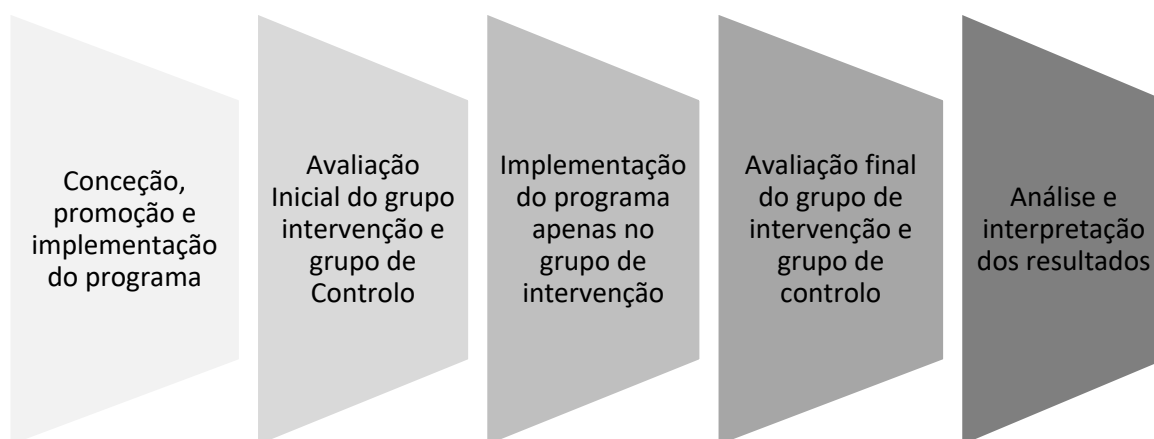 Conceção,
promoção e
implementação
do programa
Avaliação
Inicial do grupo
intervenção e
grupo de
Controlo
Implementação
do programa
apenas no
grupo de
intervenção
Avaliação final
do grupo de
intervenção e
grupo de
controlo
Análise e
interpretação
dos resultados